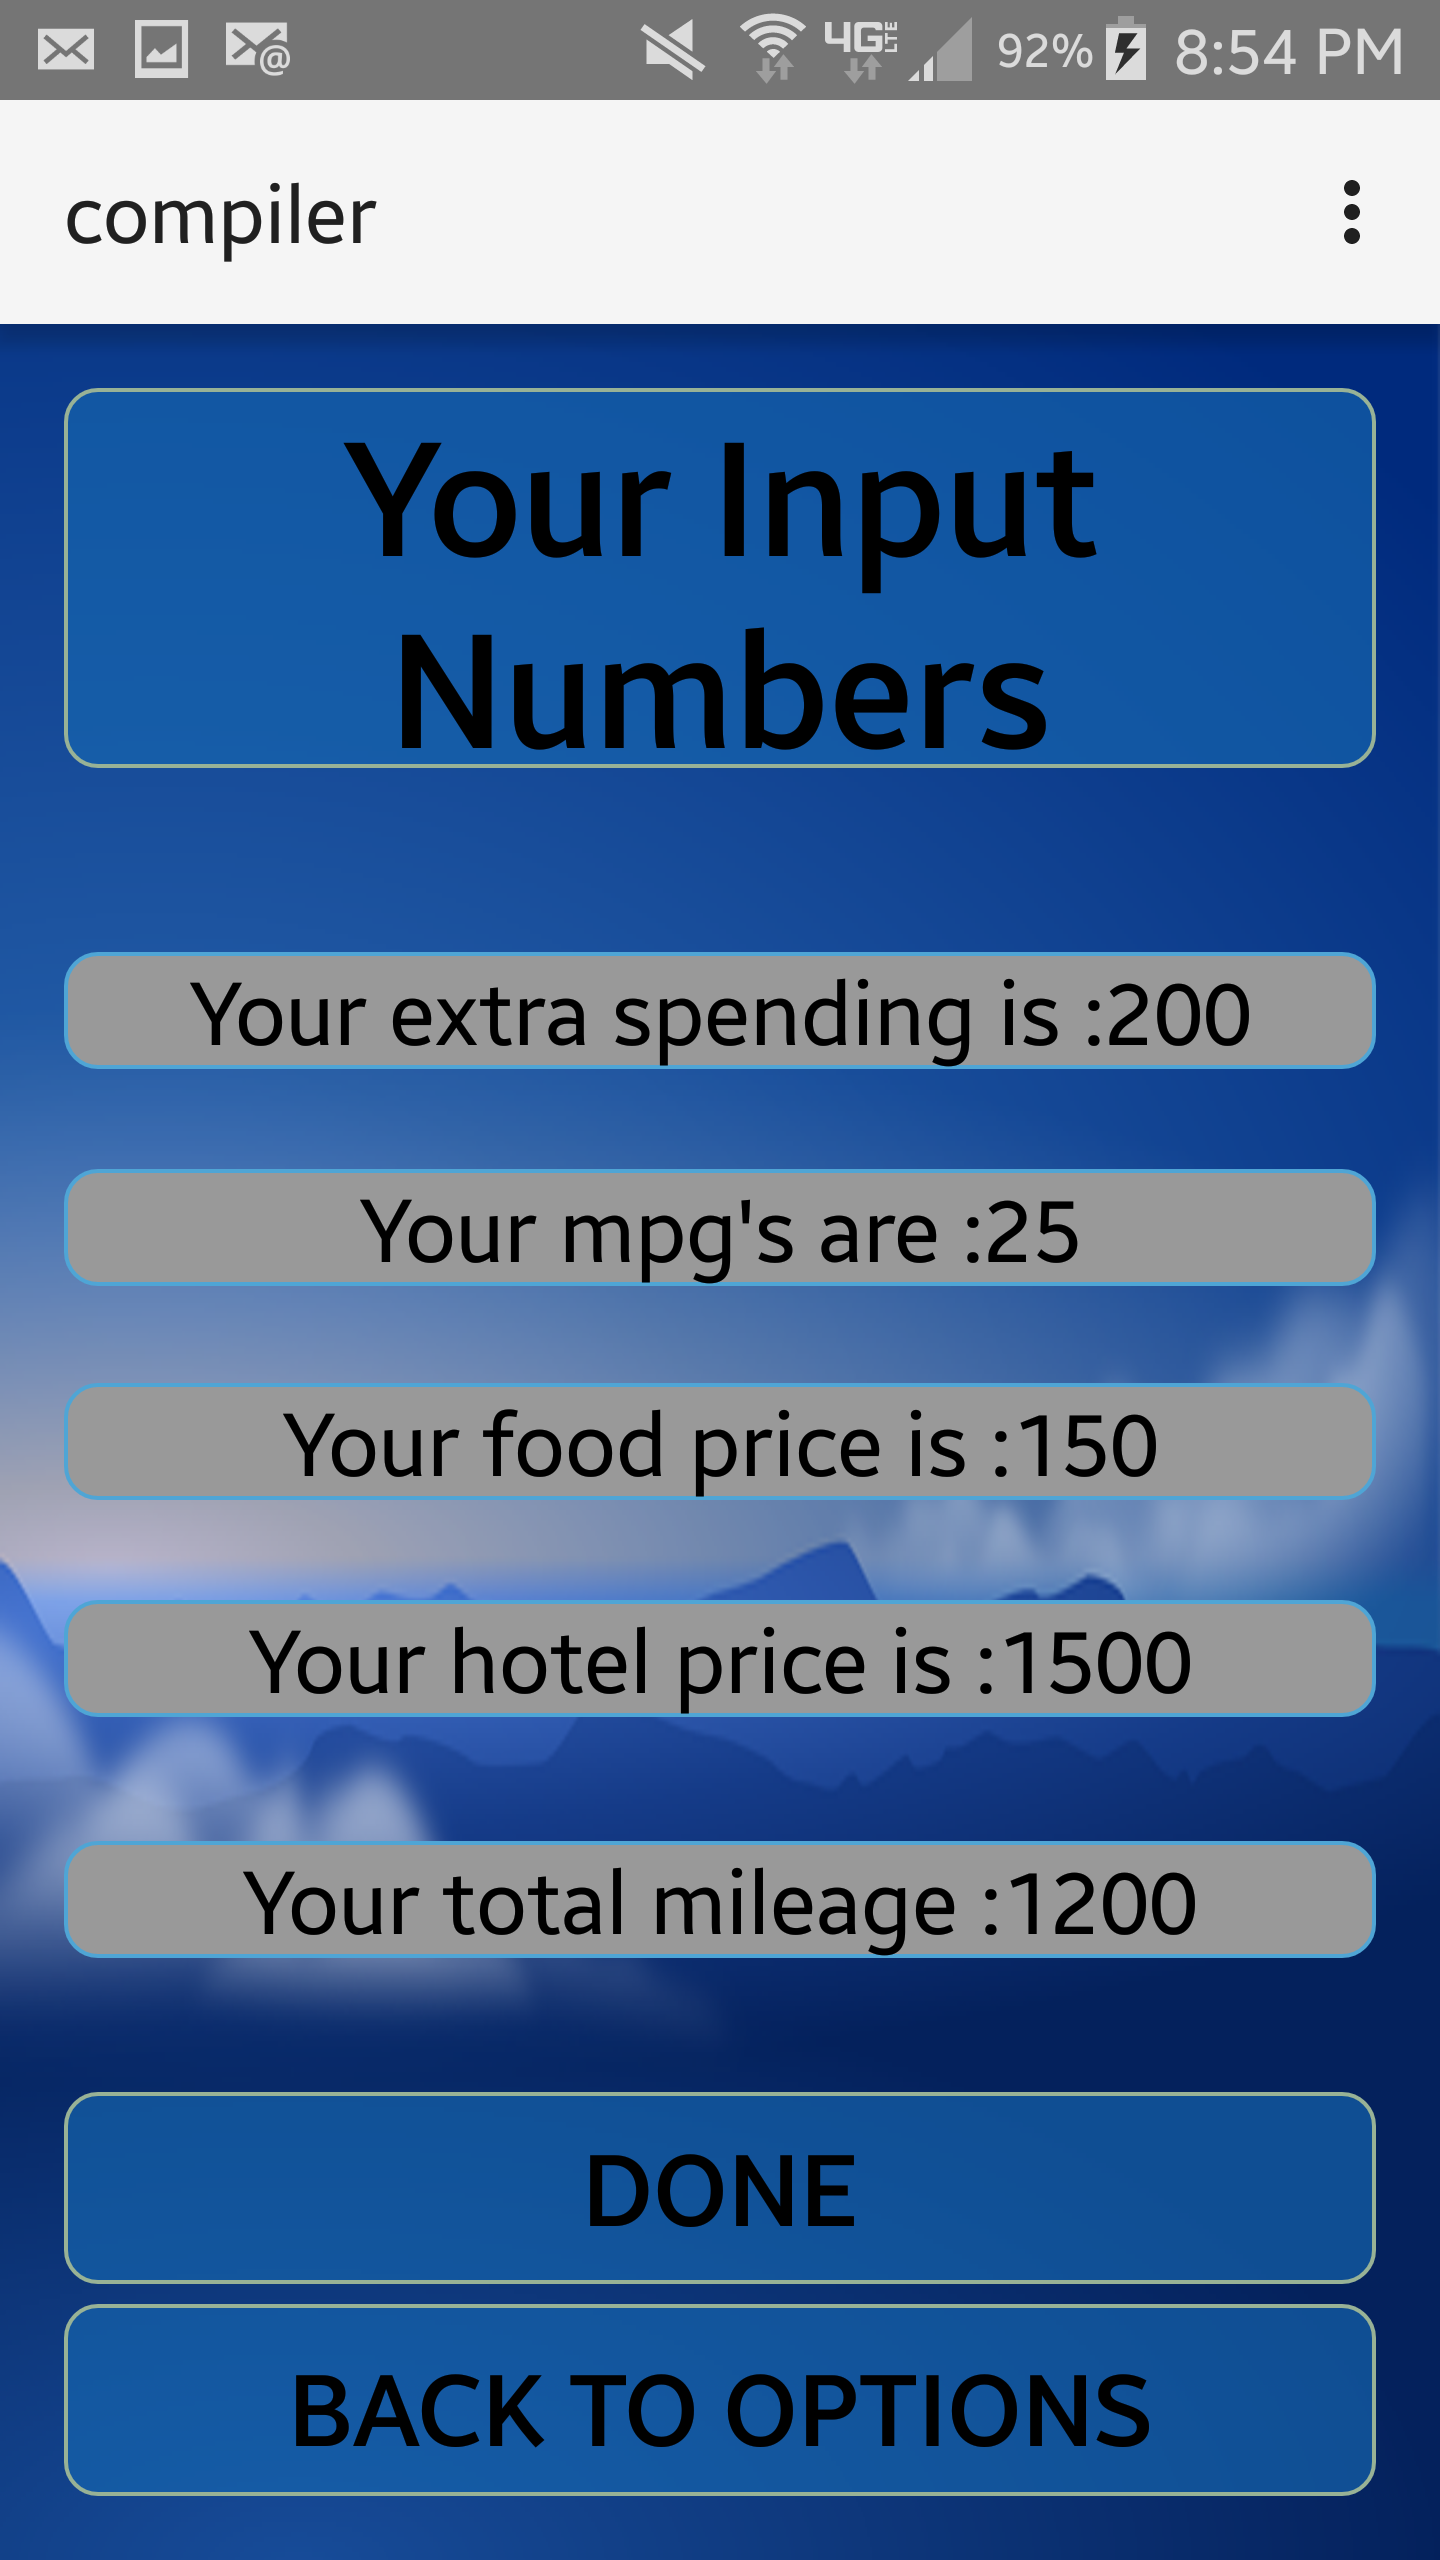 4G LTE 92% 8:54 PM
compiler
Your Input
Numbers
Your extra spending is :200
Your mpg's are :25
Your food price is :150
Your hotel price is :1500
Your total mileage :1200
DONE
BACK TO OPTIONS